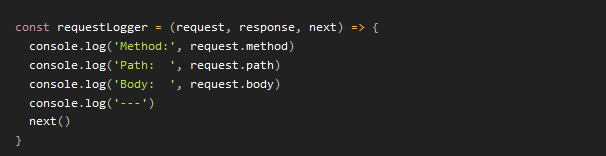 const requestLogger = (request, response, next) => {
  console.log('Method:', request.method)
  console.log('Path:  ', request.path)
  console.log('Body:  ', request.body)
  console.log('---')
  next()
}